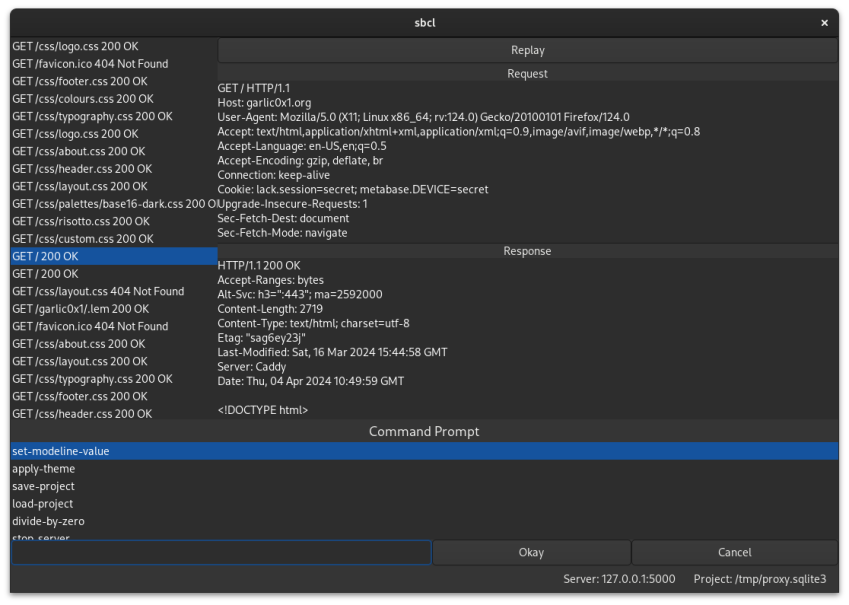 sbcl
×
GET /css/logo.css 200 OK
GET /favicon.ico 404 Not Found
GET /css/footer.css 200 OK
GET /css/colours.css 200 OK
GET /css/typography.css 200 OK
GET /css/logo.css 200 OK
GET /css/about.css 200 OK
GET /css/header.css 200 OK
GET /css/layout.css 200 OK
GET /css/palettes/base16-dark.css 200 O
GET /css/risotto.css 200 OK
GET /css/custom.css 200 OK
GET / 200 OK
GET / 200 OK
GET /css/layout.css 404 Not Found
GET /garlic0x1/.lem 200 OK
GET /favicon.ico 404 Not Found
GET /css/about.css 200 OK
GET /css/layout.css 200 OK
GET /css/typography.css 200 OK
GET /css/footer.css 200 OK
GET /css/header.css 200 OK
Replay
Request
GET / HTTP/1.1
Host: garlic0x1.org
User-Agent: Mozilla/5.0 (X11; Linux x86_64; rv:124.0) Gecko/20100101 Firefox/124.0
Accept: text/html,application/xhtml+xml,application/xml;q=0.9,image/avif,image/webp,*/*;q=0.8
Accept-Language: en-US,en;q=0.5
Accept-Encoding: gzip, deflate, br
Connection: keep-alive
Cookie: lack.session=secret; metabase.DEVICE=secret
Upgrade-Insecure-Requests: 1
Sec-Fetch-Dest: document
Sec-Fetch-Mode: navigate
Response
HTTP/1.1 200 OK
Accept-Ranges: bytes
Alt-Svc: h3=":443"; ma=2592000
Content-Length: 2719
Content-Type: text/html; charset=utf-8
Etag: "sag6ey23j"
Last-Modified: Sat, 16 Mar 2024 15:44:58 GMT
Server: Caddy
Date: Thu, 04 Apr 2024 10:49:59 GMT
<!DOCTYPE html>
Command Prompt
set-modeline-value
apply-theme
save-project
load-project
divide-by-zero
stop-server
Okay
Cancel
Server: 127.0.0.1:5000 Project: /tmp/proxy.sqlite3